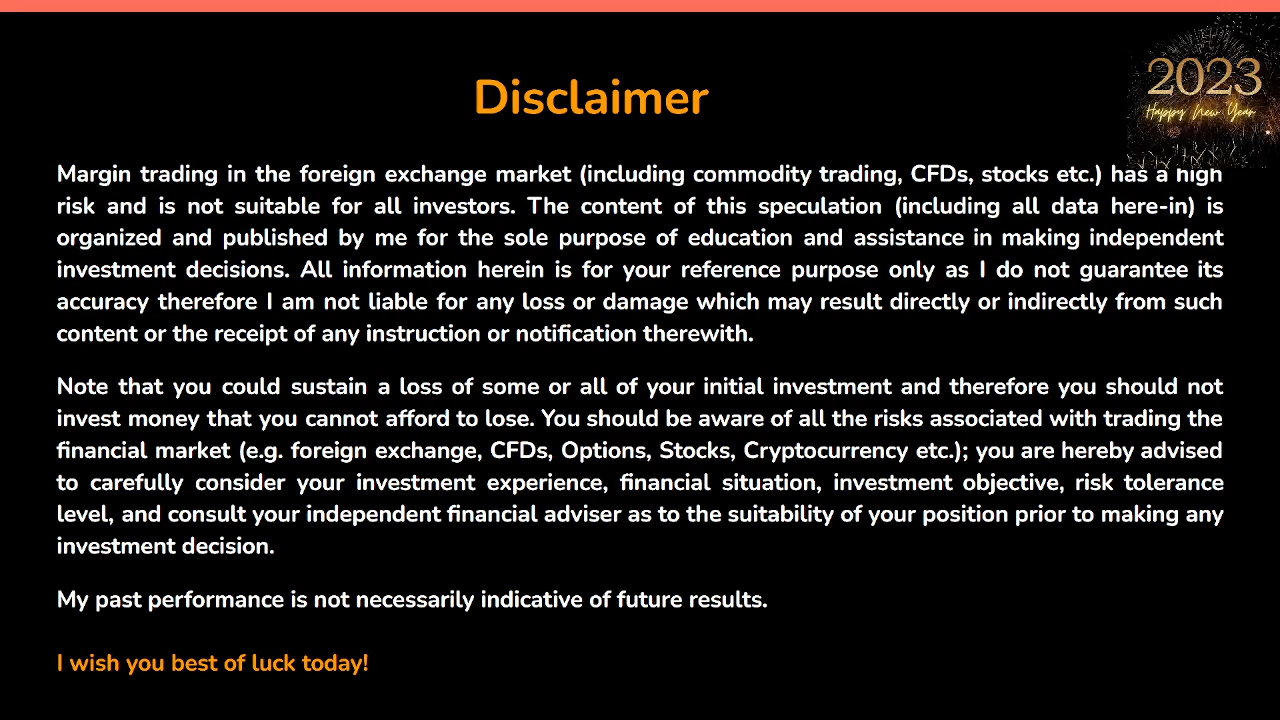 Disclaimer
2023
Happy New Year
Margin trading in the foreign exchange market (including commodity trading, CFDs, stocks etc.) has a high
risk and is not suitable for all investors. The content of this speculation (including all data here-in) is
organized and published by me for the sole purpose of education and assistance in making independent
investment decisions. All information herein is for your reference purpose only as I do not guarantee its
accuracy therefore I am not liable for any loss or damage which may result directly or indirectly from such
content or the receipt of any instruction or notification therewith.
Note that you could sustain a loss of some or all of your initial investment and therefore you should not
invest money that you cannot afford to lose. You should be aware of all the risks associated with trading the
financial market (e.g. foreign exchange, CFDs, Options, Stocks, Cryptocurrency etc.); you are hereby advised
to carefully consider your investment experience, financial situation, investment objective, risk tolerance
level, and consult your independent financial adviser as to the suitability of your position prior to making any
investment decision.
My past performance is not necessarily indicative of future results.
I wish you best of luck today!